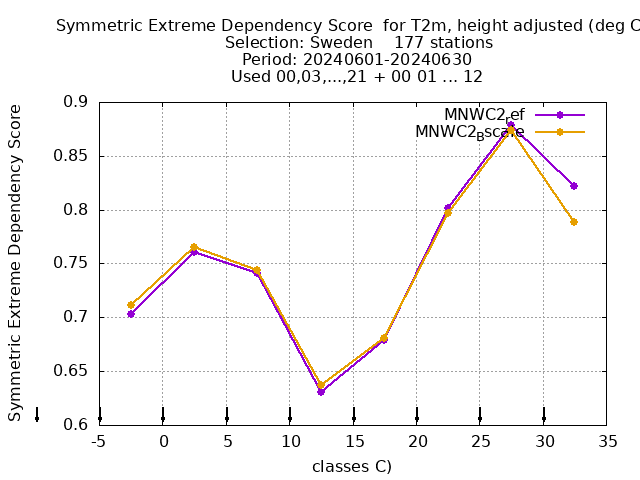 Symmetric Extreme Dependency Score for T2m, height adjusted (deg C
Selection: Sweden 177 stations
Period: 20240601-20240630
Used 00,03,...,21 + 00 01 ... 12
Symmetric Extreme Dependency Score
MNWC2ref
MNWC2Bscale
0.9
0.85
0.8
0.75
0.7
0.65
0.6
-5 0 5 10 15 20 25 30 35
classes C)